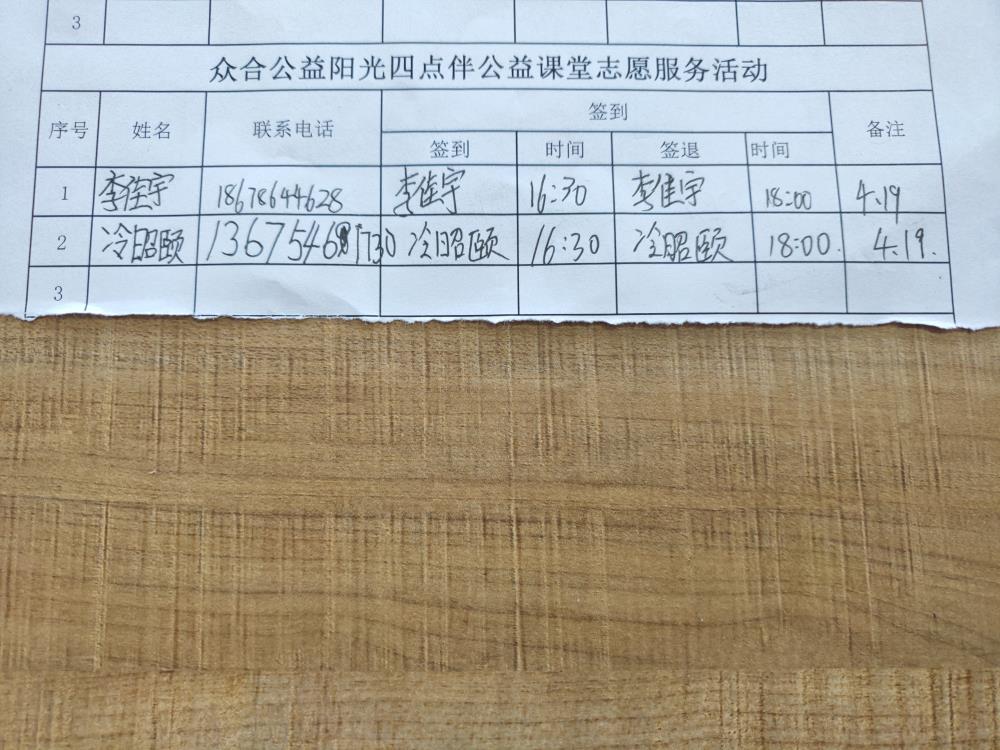 3
众合公益阳光四点伴公益课堂志愿服务活动
序号 姓名 联系电话 签到 备注
签到 时间 签退 时间
1 李佳宇 18678644628 李佳宇 16:30 李佳宇 18:00 4.19
2 冷昭颐 冷昭颐 16:30 冷昭颐 18:00. 4.19.
3